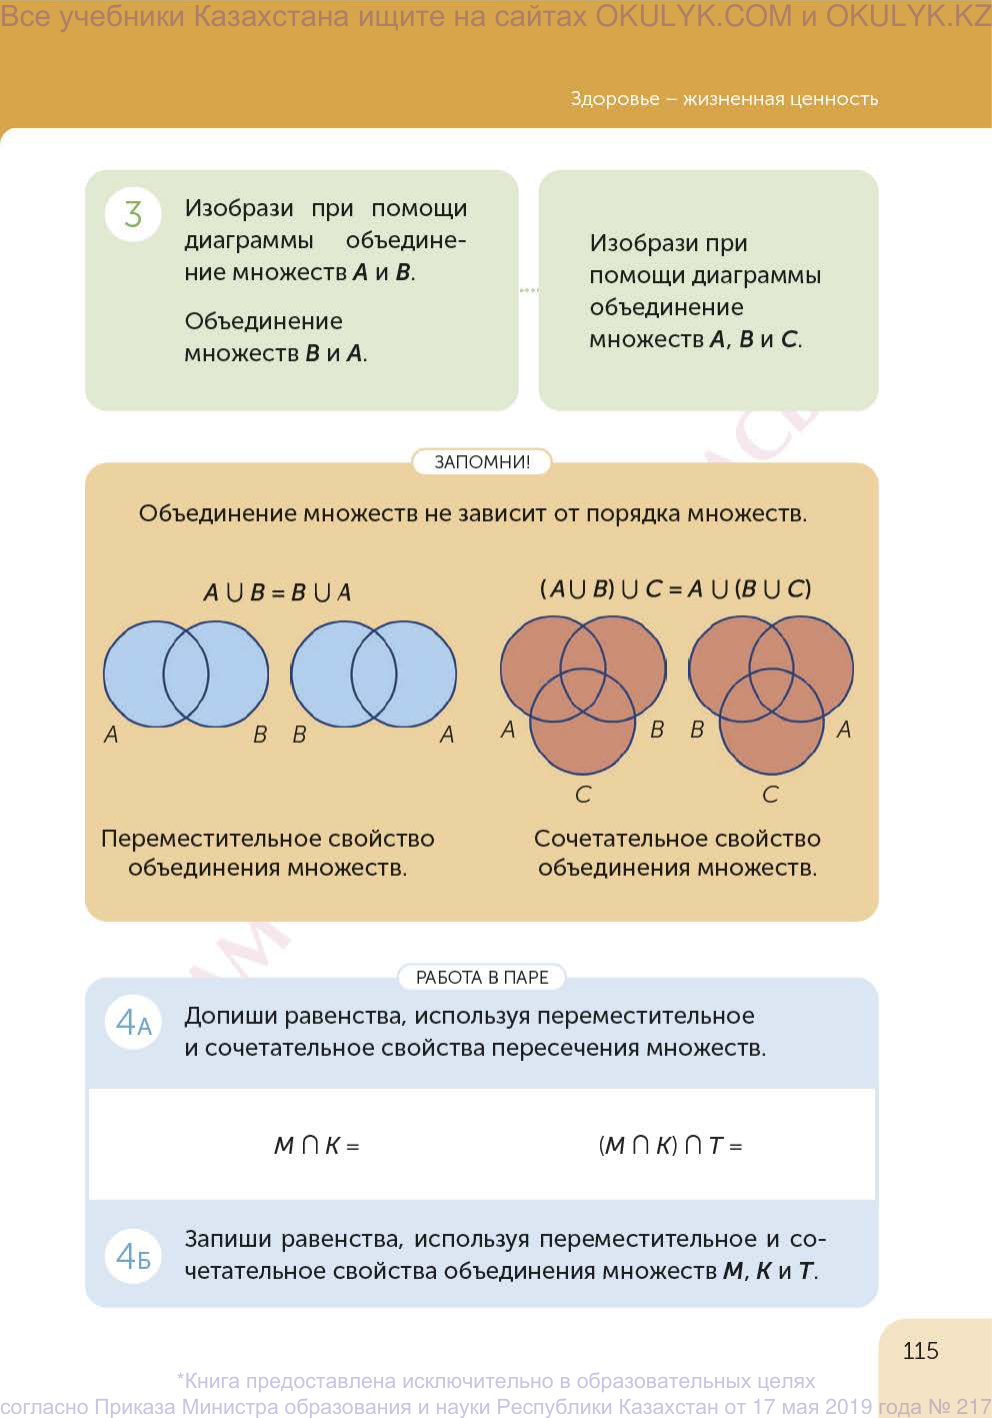 Все учебники Казахстана ищите на сайтах OKULYK.COM и OKULYK.KZ
Здоровье – жизненная ценность
3
Изобрази при помощи
диаграммы объедине-
ние множеств A и B.
Объединение
множеств B и A.
Изобрази при
помощи диаграммы
объединение
множеств A, B и C.
ЗАПОМНИ!
Объединение множеств не зависит от порядка множеств.
A ⋃ B = B ⋃ A
(A ⋃ B) ⋃ C = A ⋃ (B ⋃ C)
A B B A
A B B A
C C
Переместительное свойство
объединения множеств.
Сочетательное свойство
объединения множеств.
РАБОТА В ПАРЕ
4А
Допиши равенства, используя переместительное
и сочетательное свойства пересечения множеств.
M ⋂ K =
(M ⋂ K) ⋂ T =
4Б
Запиши равенства, используя переместительное и со-
четательное свойства объединения множеств M, K и T.
115
*Книга предоставлена исключительно в образовательных целях
согласно Приказа Министра образования и науки Республики Казахстан от 17 мая 2019 года № 217